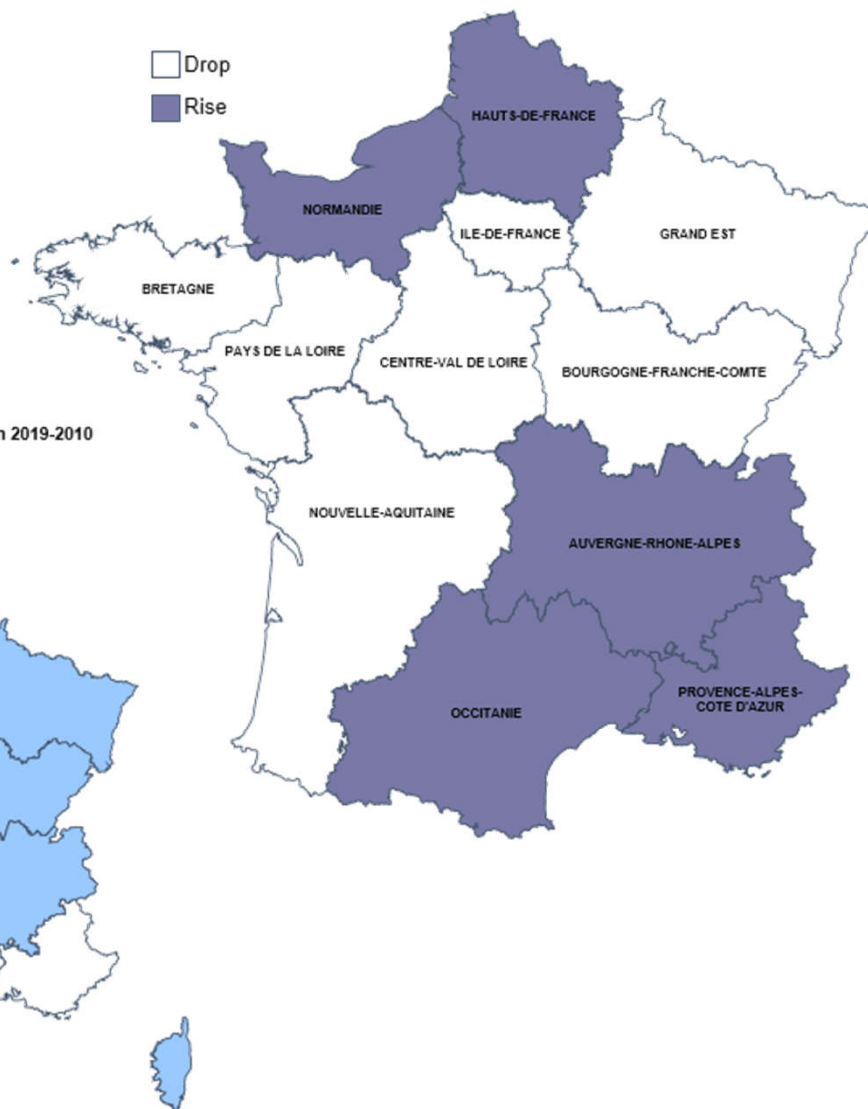 Drop
Rise
HAUTS-DE-FRANCE
NORMANDIE
ILE-DE-FRANCE
GRAND EST
BRETAGNE
PAYS DE LA LOIRE
CENTRE-VAL DE LOIRE
BOURGOGNE-FRANCHE-COMTE
2019-2010
NOUVELLE-AQUITAINE
AUVERGNE-RHONE-ALPES
OCCITANIE
PROVENCE-ALPES-
COTE D'AZUR